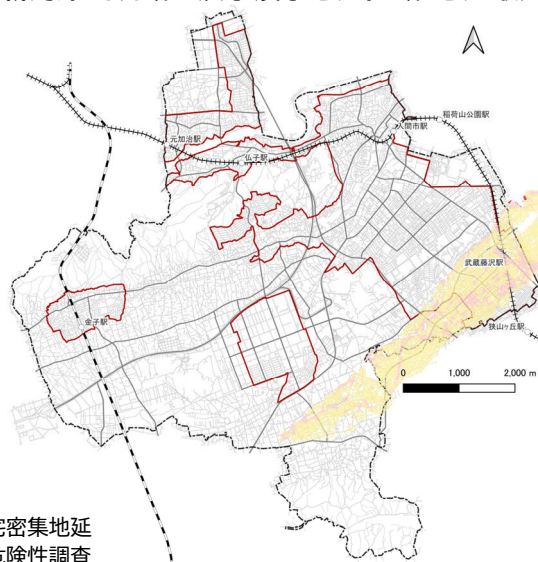 稲荷山公園駅
入間市駅
元加治駅
仏子駅
武蔵藤沢駅
金子駅
狭山ヶ丘駅
0 1,000 2,000 m
宅密集地延
危険性調査